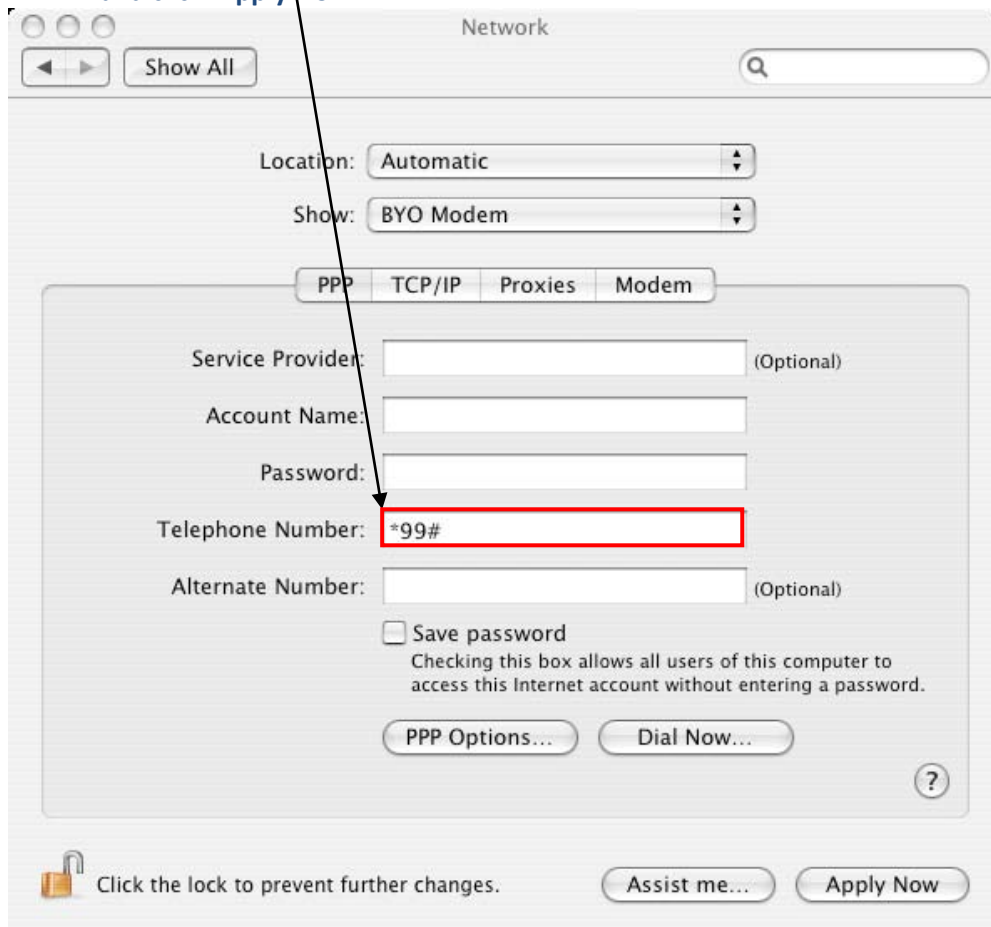 Network
Show All
Location: Automatic
Show: BYO Modem
PPP TCP/IP Proxies Modem
Service Provider: (Optional)
Account Name:
Password:
Telephone Number: *99#
Alternate Number: (Optional)
Save password
Checking this box allows all users of this computer to
access this Internet account without entering a password.
PPP Options... Dial Now...
?
Click the lock to prevent further changes. Assist me... Apply Now